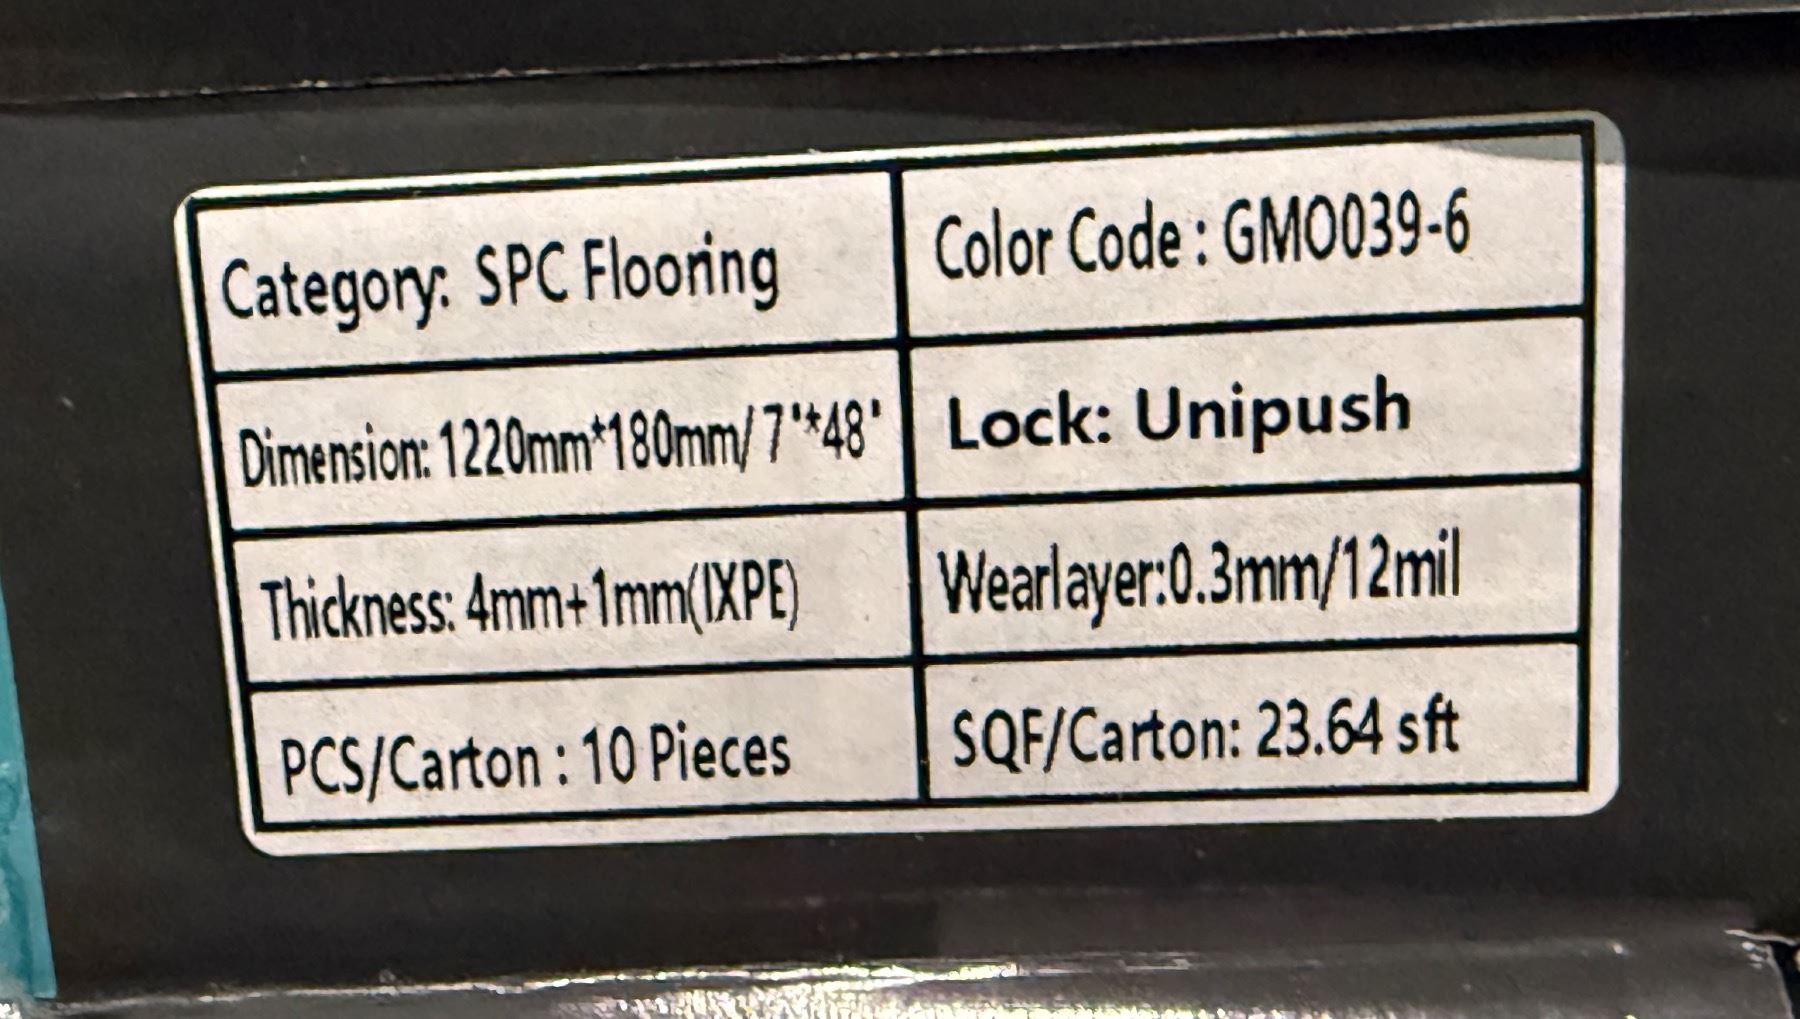 Category: SPC Flooring
Color Code : GMO039-6
Dimension: 1220mm*180mm/ 7'*48'
Lock: Unipush
Thickness: 4mm+1mm(IXPE)
Wearlayer:0.3mm/12mil
PCS/Carton : 10 Pieces
SQF/Carton: 23.64 sft